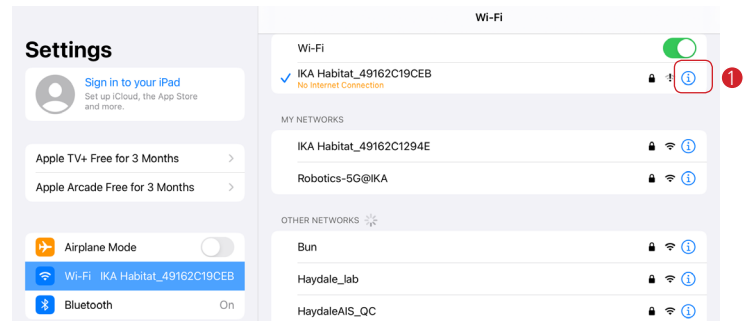 Wi-Fi
Settings
Sign in to your iPad
Set up iCloud, the App Store
and more.
Apple TV+ Free for 3 Months
Apple Arcade Free for 3 Months
Airplane Mode
Wi-Fi IKA Habitat_49162C19CEB
Bluetooth On
Wi-Fi
IKA Habitat_49162C19CEB
No Internet Connection
1
MY NETWORKS
IKA Habitat_49162C1294E
Robotics-5G@IKA
OTHER NETWORKS
Bun
Haydale_lab
HaydaleAIS_QC